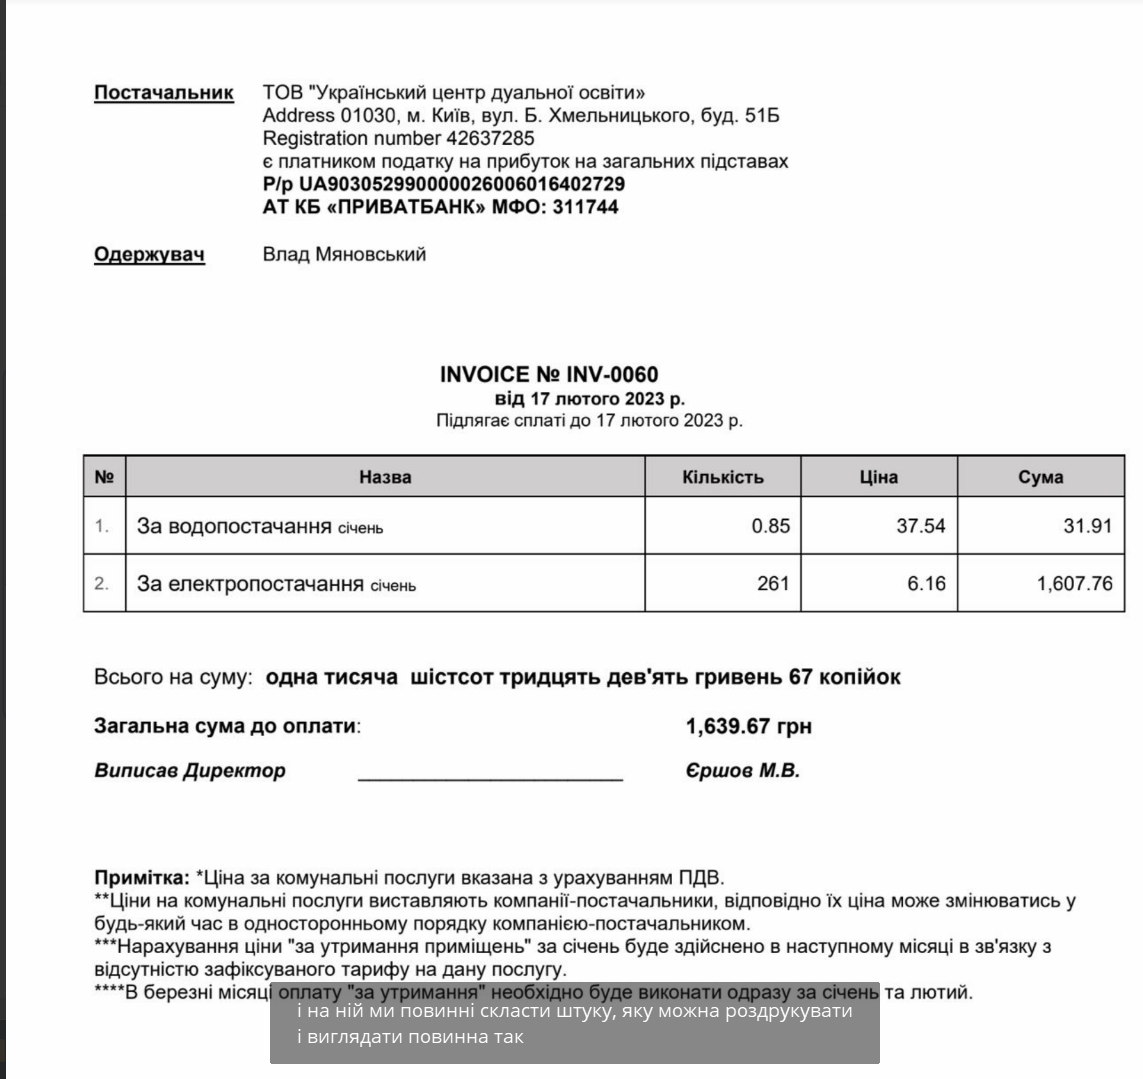 Постачальник ТОВ "Український центр дуальної освіти»
Address 01030, м. Київ, вул. Б. Хмельницького, буд. 51Б
Registration number 42637285
є платником податку на прибуток на загальних підставах
Р/р UA903052990000026006016402729
АТ КБ «ПРИВАТБАНК» МФО: 311744
Одержувач Влад Мяновський
INVOICE № INV-0060
від 17 лютого 2023 р.
Підлягає сплаті до 17 лютого 2023 р.
№ Назва Кількість Ціна Сума
1. За водопостачання січень 0.85 37.54 31.91
2. За електропостачання січень 261 6.16 1,607.76
Всього на суму: одна тисяча шістсот тридцять дев'ять гривень 67 копійок
Загальна сума до оплати: 1,639.67 грн
Виписав Директор Єршов М.В.
Примітка: *Ціна за комунальні послуги вказана з урахуванням ПДВ.
**Ціни на комунальні послуги виставляють компанії-постачальники, відповідно їх ціна може змінюватись у
будь-який час в односторонньому порядку компанією-постачальником.
***Нарахування ціни "за утримання приміщень" за січень буде здійснено в наступному місяці в зв'язку з
відсутністю зафіксуваного тарифу на дану послугу.
****В березні місяці оплату "за утримання" необхідно буде виконати одразу за січень та лютий.
і на ній ми повинні скласти штуку, яку можна роздрукувати
і виглядати повинна так